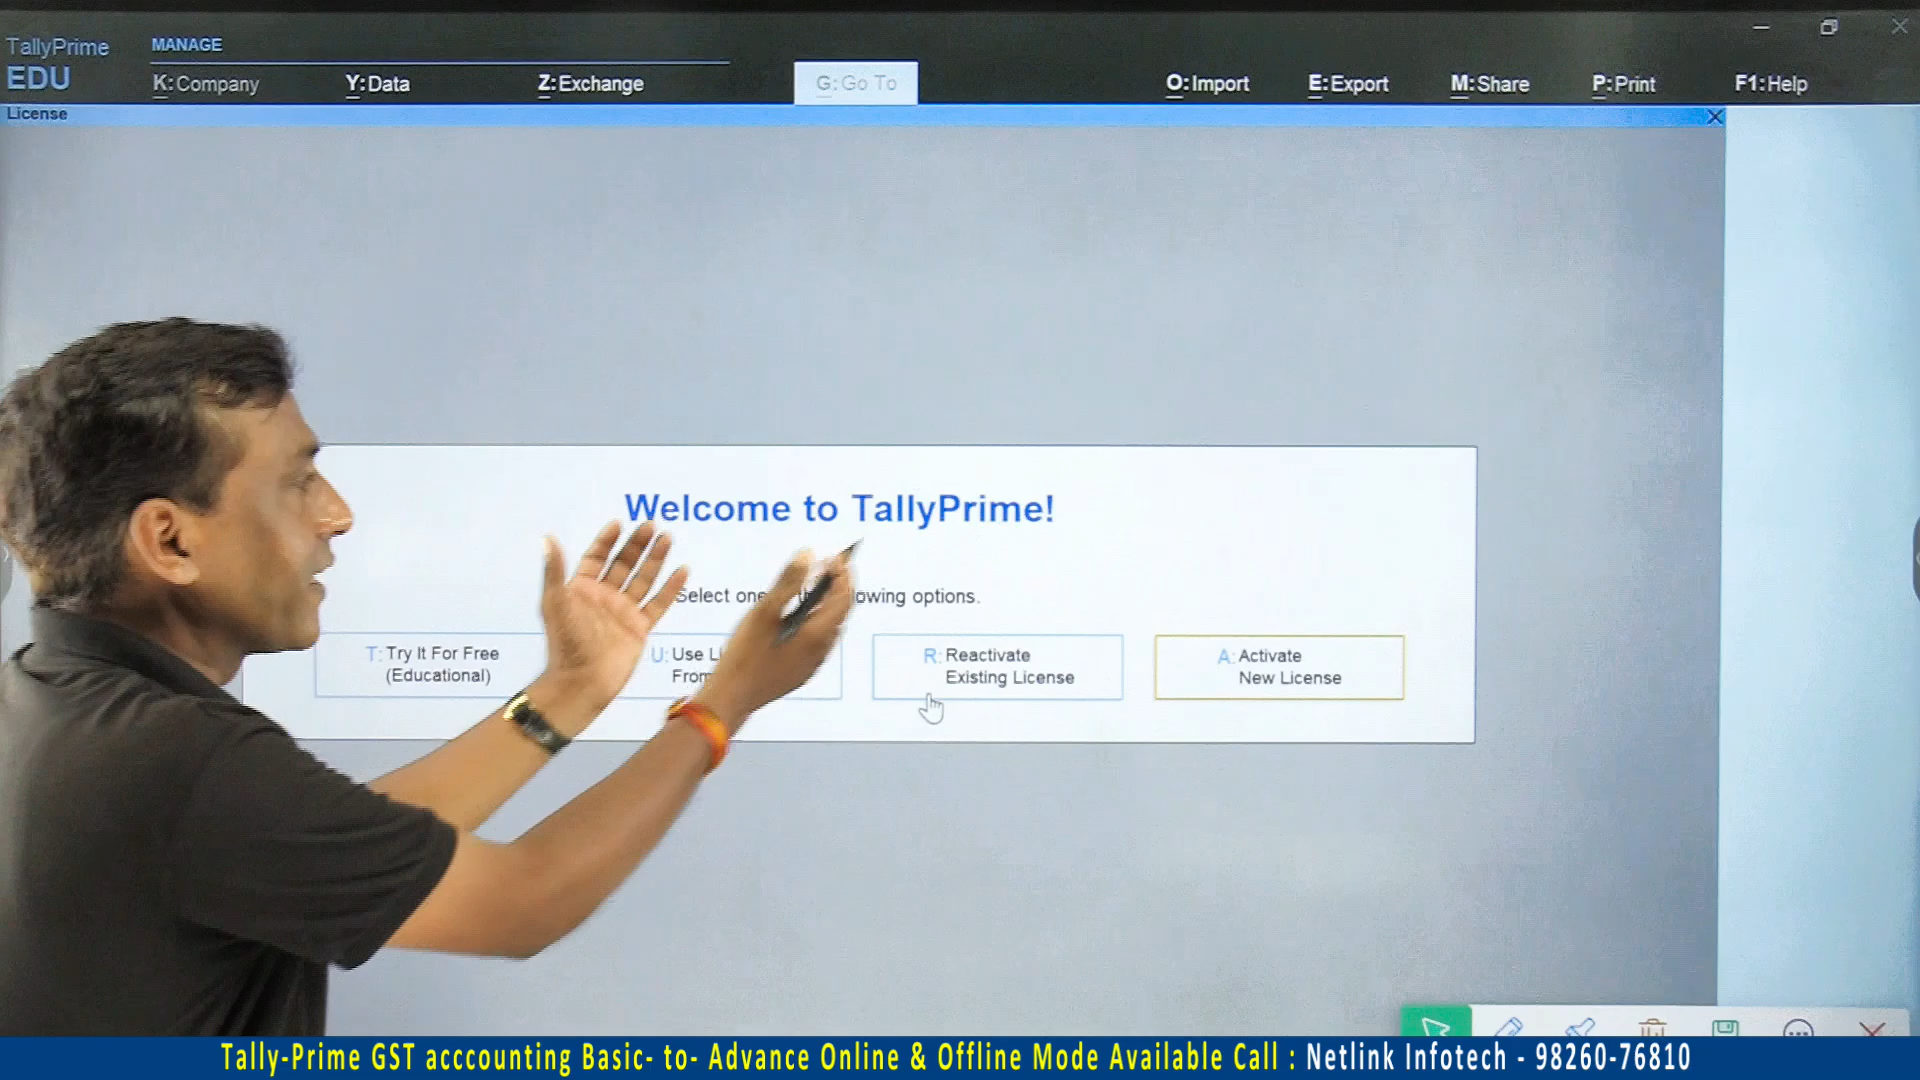 TallyPrime
EDU
MANAGE
K:Company Y:Data Z:Exchange G:Go To O:Import E:Export M:Share P:Print F1:Help
License
Welcome to TallyPrime!
Select one owing options.
T:Try It For Free
(Educational)
U:Use Li
From
R:Reactivate
Existing License
A:Activate
New License
Tally-Prime GST acccounting Basic- to- Advance Online & Offline Mode Available Call : Netlink Infotech - 98260-76810